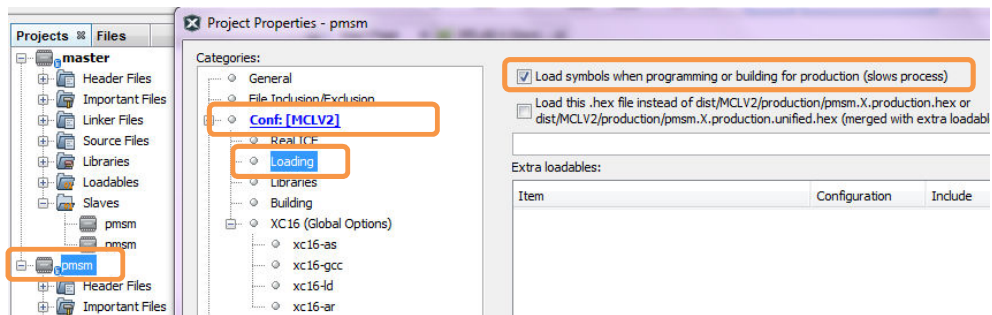 Projects
Files
master
Header Files
Important Files
Linker Files
Source Files
Libraries
Loadables
Slaves
pmsm
pmsm
pmsm
Header Files
Important Files
Project Properties - pmsm
Categories:
General
File Inclusion/Exclusion
Conf: [MCLV2]
Real ICE
Loading
Libraries
Building
XC16 (Global Options)
xc16-as
xc16-gcc
xc16-ld
xc16-ar
Load symbols when programming or building for production (slows process)
Load this .hex file instead of dist/MCLV2/production/pmsm.X.production.hex or
dist/MCLV2/production/pmsm.X.production.unified.hex (merged with extra loadabl
Extra loadables:
Item Configuration Include